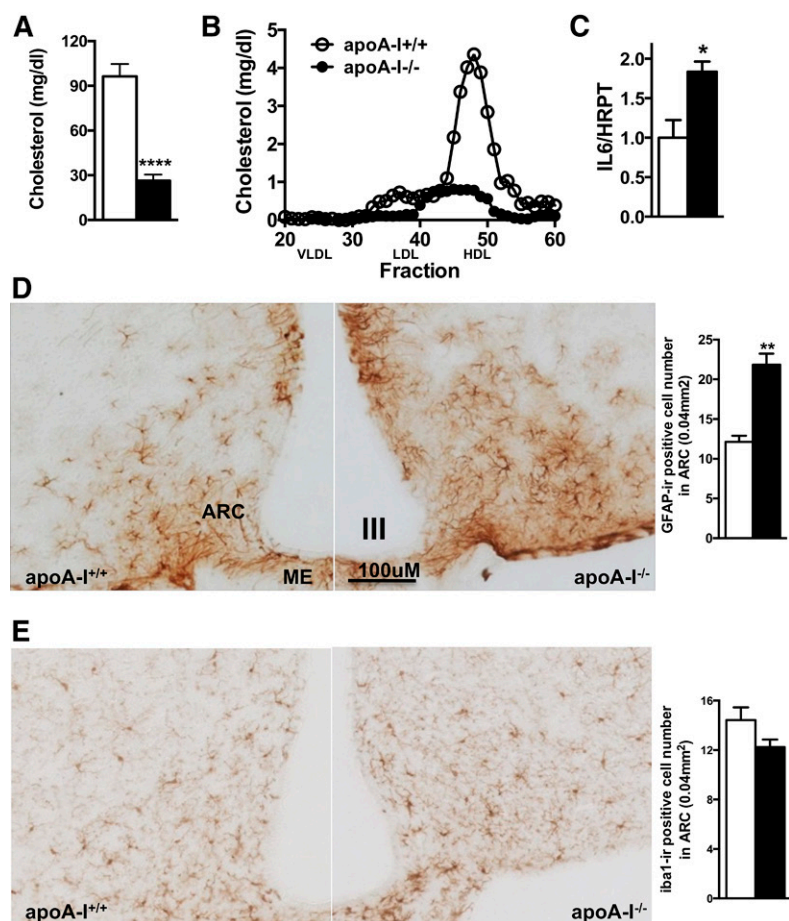 A
Cholesterol (mg/dl)
120
90
60
30
0
****
B
Cholesterol (mg/dl)
5
4
3
2
1
0
apoA-I+/+
apoA-I-/-
20 30 40 50 60
VLDL LDL HDL
Fraction
C
IL6/HRPT
2.0
1.5
1.0
0.5
0.0
*
D
ARC
III
ME
100uM
apoA-I+/+
apoA-I-/-
GFAP-ir positive cell number
in ARC (0.04mm2)
25
20
15
10
5
0
**
E
apoA-I+/+
apoA-I-/-
iba1-ir positive cell number
in ARC (0.04mm²)
16
12
8
4
0